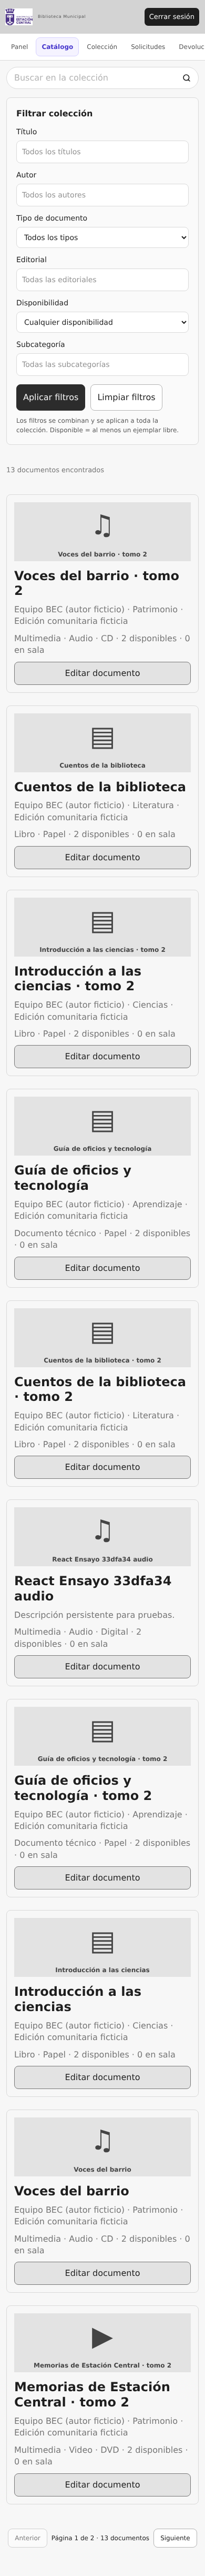 ESTACIÓN
CENTRAL
Biblioteca Municipal
Cerrar sesión
Panel
Catálogo
Colección
Solicitudes
Devoluc
Buscar en la colección
Filtrar colección
Título
Todos los títulos
Autor
Todos los autores
Tipo de documento
Todos los tipos
Editorial
Todas las editoriales
Disponibilidad
Cualquier disponibilidad
Subcategoría
Todas las subcategorías
Aplicar filtros
Limpiar filtros
Los filtros se combinan y se aplican a toda la
colección. Disponible = al menos un ejemplar libre.
13 documentos encontrados
Voces del barrio · tomo 2
Voces del barrio · tomo
2
Equipo BEC (autor ficticio) · Patrimonio ·
Edición comunitaria ficticia
Multimedia · Audio · CD · 2 disponibles · 0
en sala
Editar documento
Cuentos de la biblioteca
Cuentos de la biblioteca
Equipo BEC (autor ficticio) · Literatura ·
Edición comunitaria ficticia
Libro · Papel · 2 disponibles · 0 en sala
Editar documento
Introducción a las ciencias · tomo 2
Introducción a las
ciencias · tomo 2
Equipo BEC (autor ficticio) · Ciencias ·
Edición comunitaria ficticia
Libro · Papel · 2 disponibles · 0 en sala
Editar documento
Guía de oficios y tecnología
Guía de oficios y
tecnología
Equipo BEC (autor ficticio) · Aprendizaje ·
Edición comunitaria ficticia
Documento técnico · Papel · 2 disponibles
· 0 en sala
Editar documento
Cuentos de la biblioteca · tomo 2
Cuentos de la biblioteca
· tomo 2
Equipo BEC (autor ficticio) · Literatura ·
Edición comunitaria ficticia
Libro · Papel · 2 disponibles · 0 en sala
Editar documento
React Ensayo 33dfa34 audio
React Ensayo 33dfa34
audio
Descripción persistente para pruebas.
Multimedia · Audio · Digital · 2
disponibles · 0 en sala
Editar documento
Guía de oficios y tecnología · tomo 2
Guía de oficios y
tecnología · tomo 2
Equipo BEC (autor ficticio) · Aprendizaje ·
Edición comunitaria ficticia
Documento técnico · Papel · 2 disponibles
· 0 en sala
Editar documento
Introducción a las ciencias
Introducción a las
ciencias
Equipo BEC (autor ficticio) · Ciencias ·
Edición comunitaria ficticia
Libro · Papel · 2 disponibles · 0 en sala
Editar documento
Voces del barrio
Voces del barrio
Equipo BEC (autor ficticio) · Patrimonio ·
Edición comunitaria ficticia
Multimedia · Audio · CD · 2 disponibles · 0
en sala
Editar documento
Memorias de Estación Central · tomo 2
Memorias de Estación
Central · tomo 2
Equipo BEC (autor ficticio) · Patrimonio ·
Edición comunitaria ficticia
Multimedia · Video · DVD · 2 disponibles ·
0 en sala
Editar documento
Anterior
Página 1 de 2 · 13 documentos
Siguiente